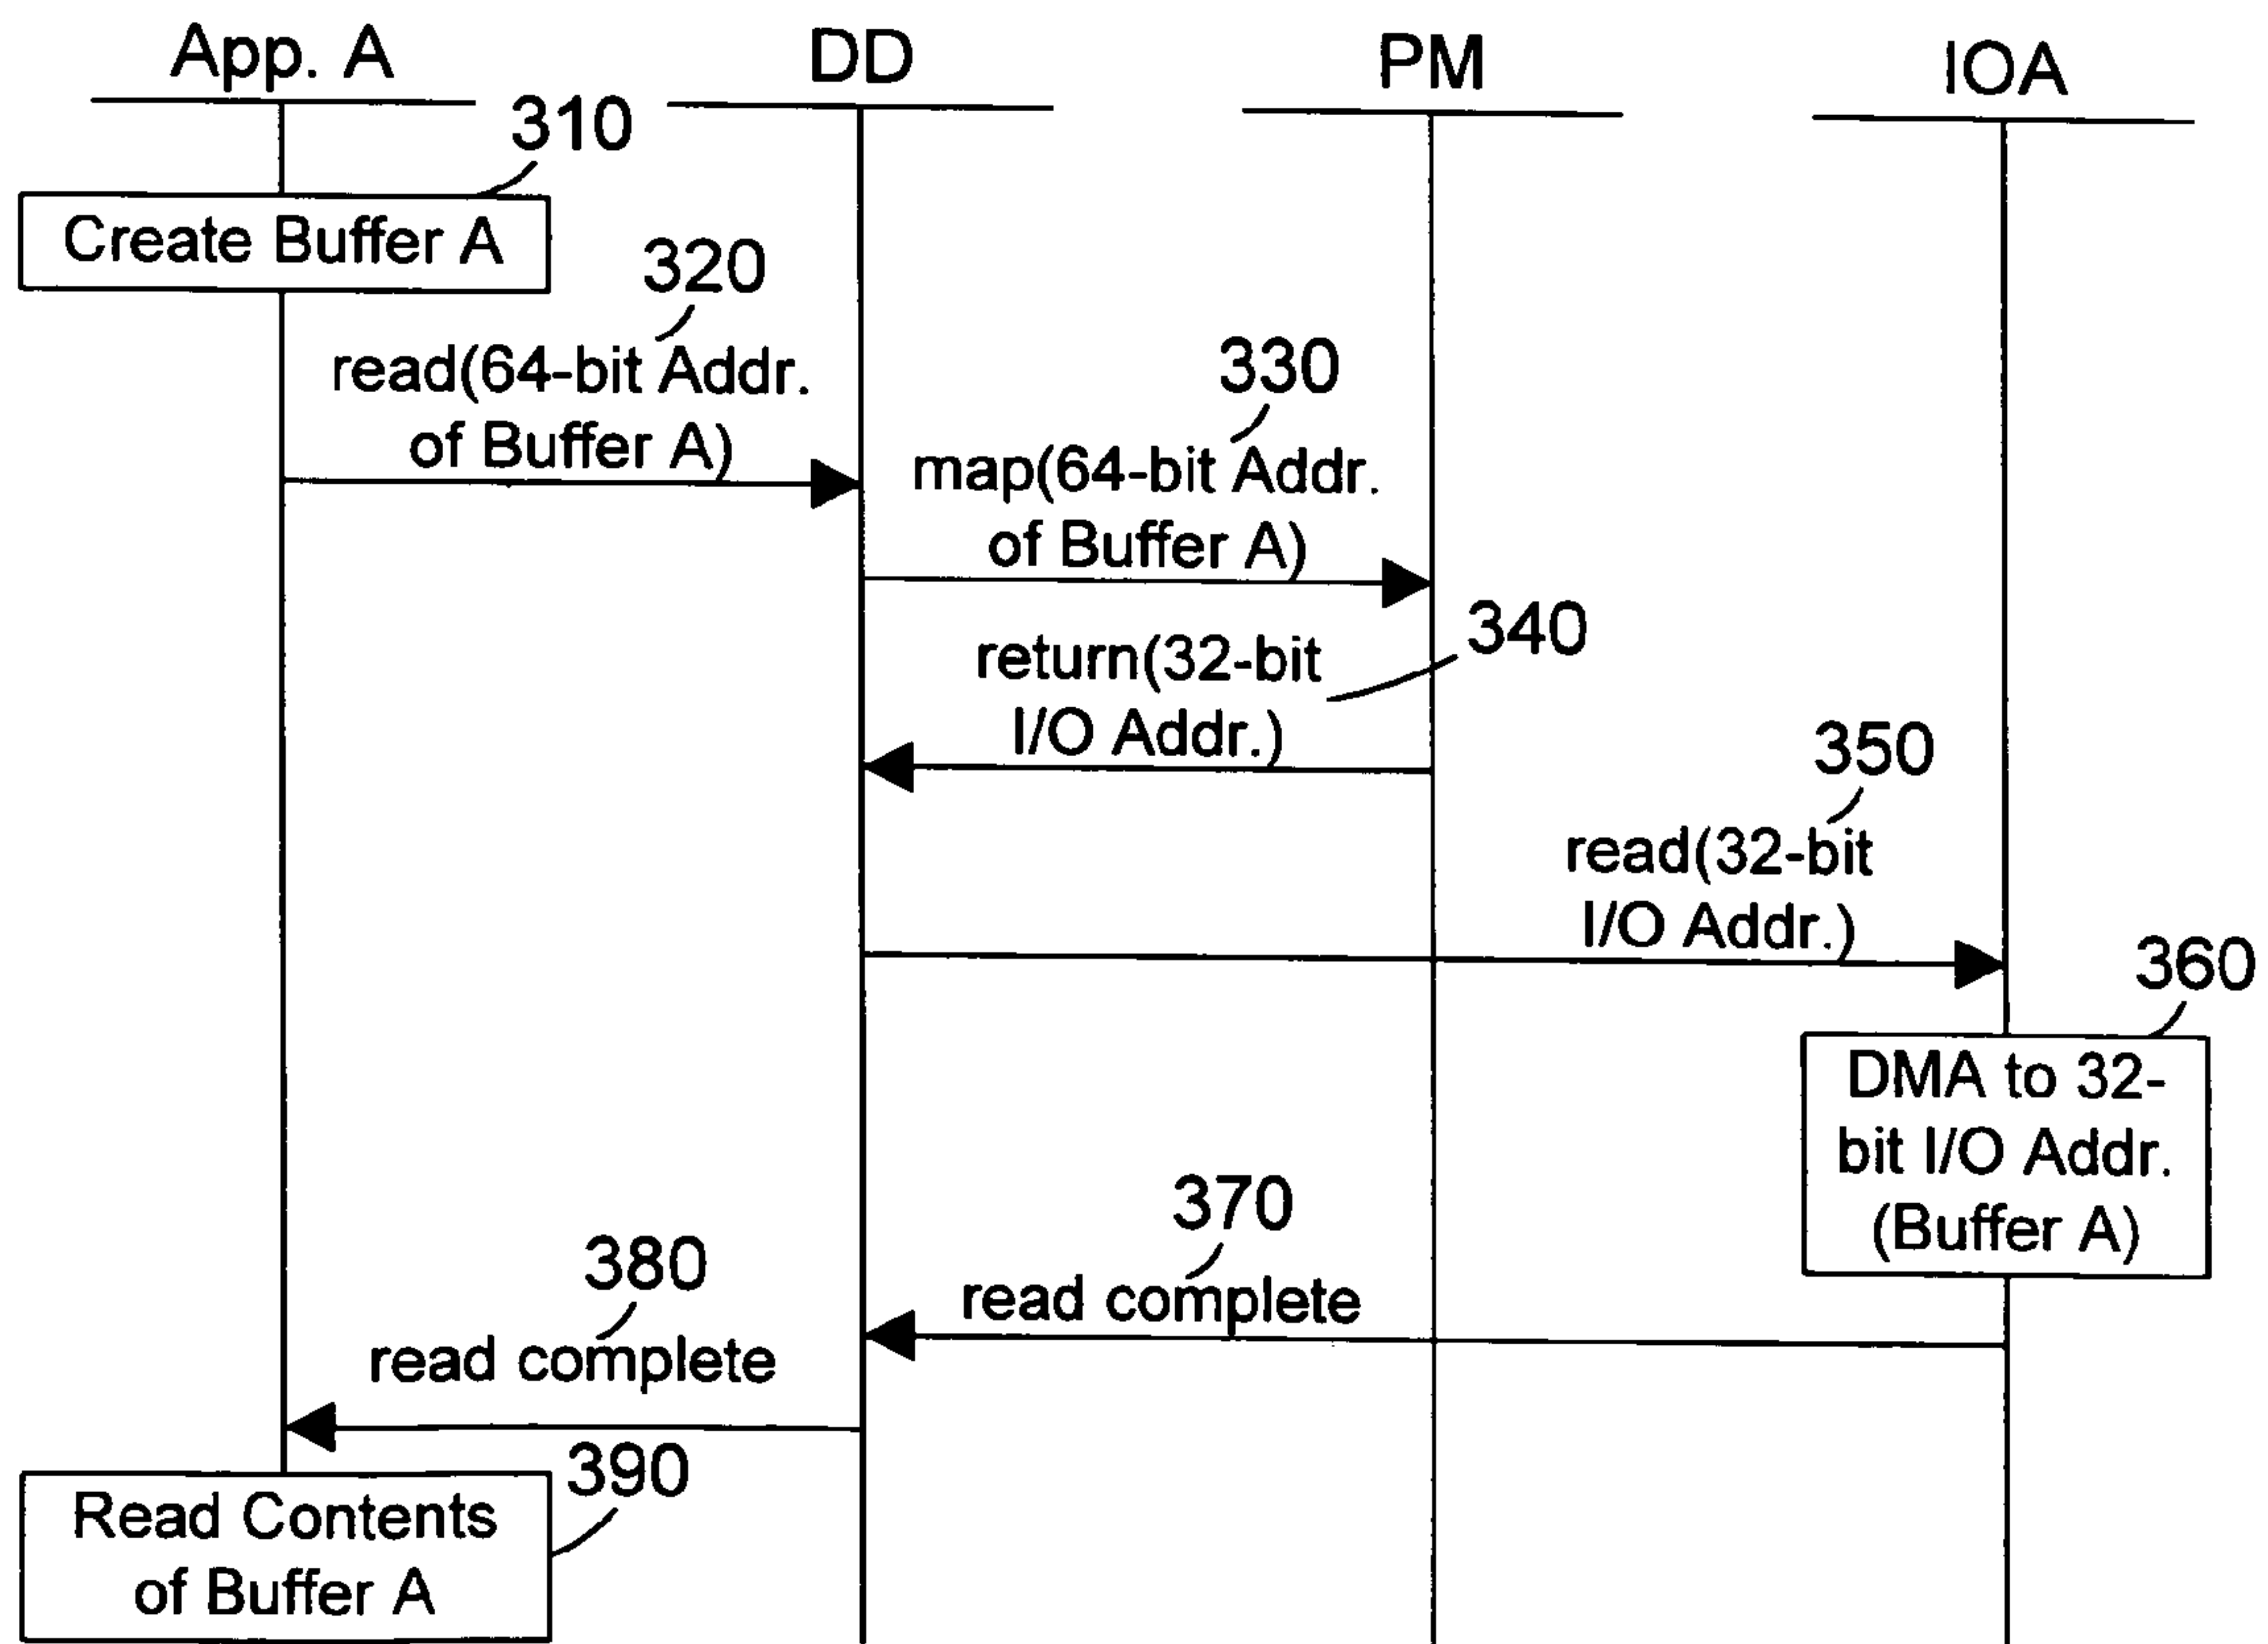 App. A
DD
PM
IOA
310
Create Buffer A
320
read(64-bit Addr.
of Buffer A)
330
map(64-bit Addr.
of Buffer A)
340
return(32-bit
I/O Addr.)
350
read(32-bit
I/O Addr.)
360
DMA to 32-
bit I/O Addr.
(Buffer A)
370
read complete
380
read complete
390
Read Contents
of Buffer A